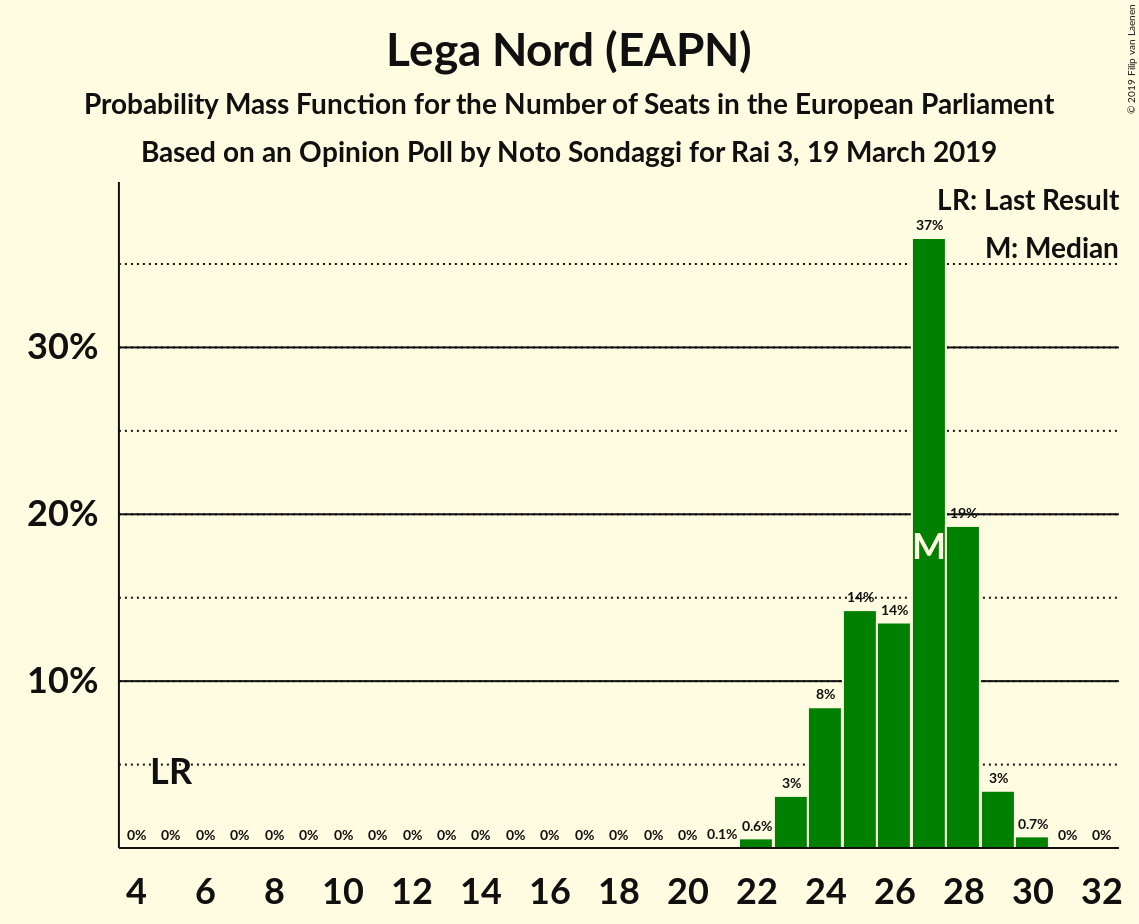 Lega Nord (EAPN)
Probability Mass Function for the Number of Seats in the European Parliament
Based on an Opinion Poll by Noto Sondaggi for Rai 3, 19 March 2019
© 2019 Filip van Laenen
LR: Last Result
M: Median
30%
20%
10%
LR
M
0% 0% 0% 0% 0% 0% 0% 0% 0% 0% 0% 0% 0% 0% 0% 0% 0% 0.1% 0.6% 3% 8% 14% 14% 37% 19% 3% 0.7% 0% 0%
4 6 8 10 12 14 16 18 20 22 24 26 28 30 32